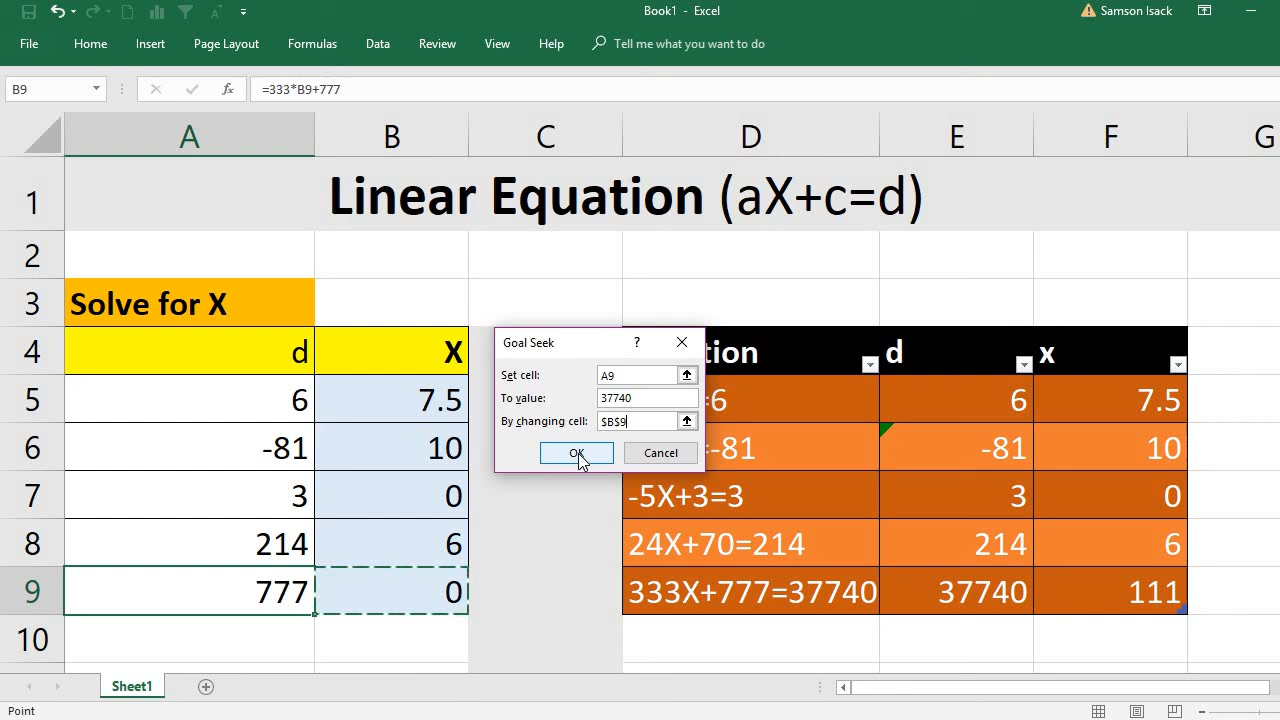 Book1 - Excel
Samson Isack
File Home Insert Page Layout Formulas Data Review View Help Tell me what you want to do
B9 fx =333*B9+777
A B C D E F G
1 Linear Equation (aX+c=d)
2
3 Solve for X
4 d X tion d x
5 6 7.5 =6 6 7.5
6 -81 10 =-81 -81 10
7 3 0 -5X+3=3 3 0
8 214 6 24X+70=214 214 6
9 777 0 333X+777=37740 37740 111
10
Goal Seek ?
Set cell: A9
To value: 37740
By changing cell: $B$9
OK Cancel
Sheet1
Point